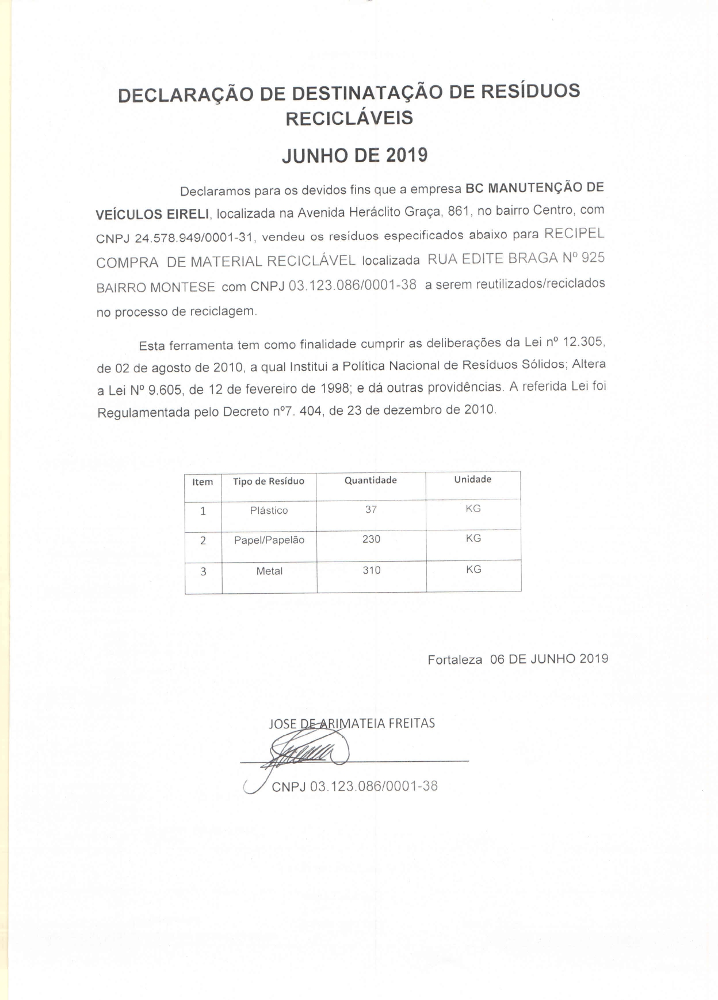 DECLARAÇÃO DE DESTINATAÇÃO DE RESÍDUOS
RECICLÁVEIS
JUNHO DE 2019
Declaramos para os devidos fins que a empresa BC MANUTENÇÃO DE
VEÍCULOS EIRELI, localizada na Avenida Heráclito Graça, 861, no bairro Centro, com
CNPJ 24.578.949/0001-31, vendeu os resíduos especificados abaixo para RECIPEL
COMPRA DE MATERIAL RECICLÁVEL localizada RUA EDITE BRAGA Nº 925
BAIRRO MONTESE com CNPJ 03.123.086/0001-38 a serem reutilizados/reciclados
no processo de reciclagem.
Esta ferramenta tem como finalidade cumprir as deliberações da Lei nº 12.305,
de 02 de agosto de 2010, a qual Institui a Política Nacional de Resíduos Sólidos; Altera
a Lei Nº 9.605, de 12 de fevereiro de 1998; e dá outras providências. A referida Lei foi
Regulamentada pelo Decreto nº7. 404, de 23 de dezembro de 2010.
Item Tipo de Resíduo Quantidade Unidade
1 Plástico 37 KG
2 Papel/Papelão 230 KG
3 Metal 310 KG
Fortaleza 06 DE JUNHO 2019
JOSE DE ARIMATEIA FREITAS
CNPJ 03.123.086/0001-38